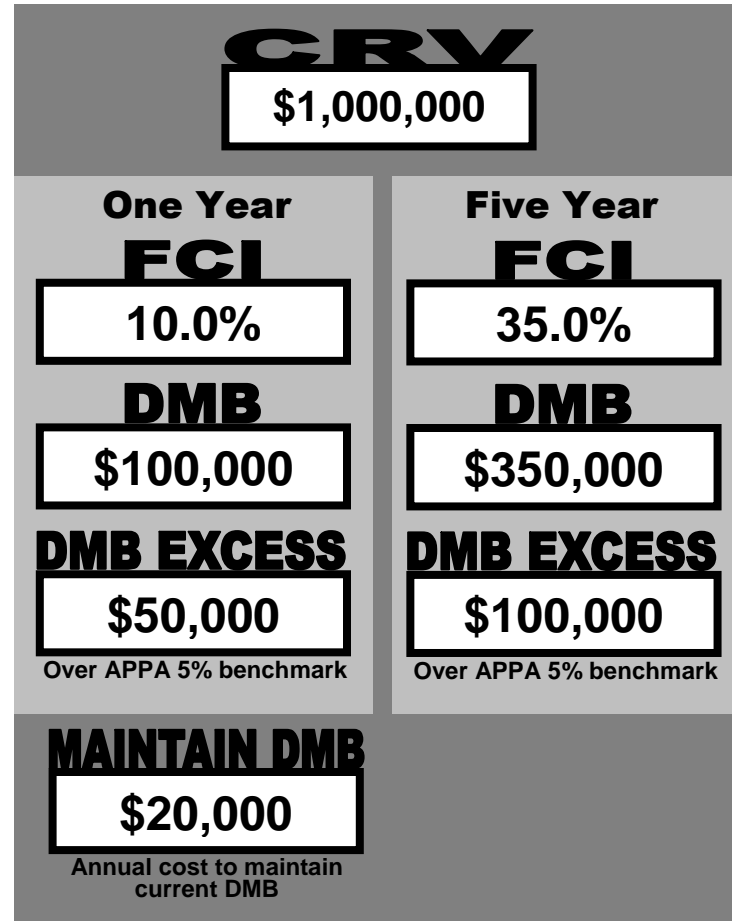 CRV
$1,000,000
One Year
FCI
10.0%
DMB
$100,000
DMB EXCESS
$50,000
Over APPA 5% benchmark
Five Year
FCI
35.0%
DMB
$350,000
DMB EXCESS
$100,000
Over APPA 5% benchmark
MAINTAIN DMB
$20,000
Annual cost to maintain
current DMB